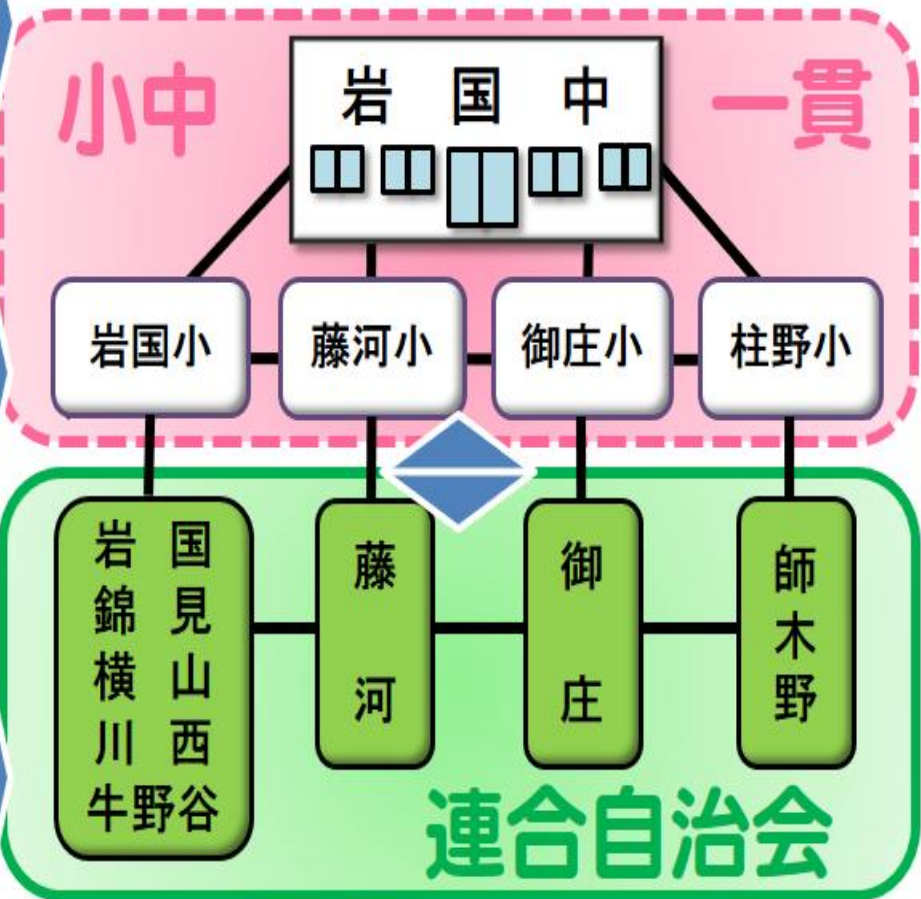 小中
岩国中
一貫
岩国小
藤河小
御庄小
柱野小
岩国
錦見
横山
川西
牛野谷
藤河
御庄
師木野
連合自治会